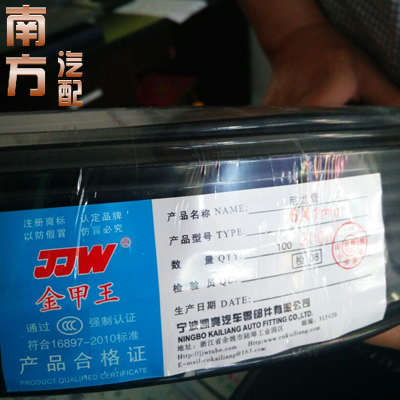 南方
汽配
注册商标 认定品牌
以防假冒 防冒必究
JJW®
金甲王
通过 CCC 强制认证
符合16897-2010标准
产品合格证
PRODUCT QUALIFIED CERTIFICATE
产品名称 NAME:
产品型号 TYPE
数 量 QTY: 100
检 验 员
检 08
生产日期 DATE:
宁波凯亮汽车零部件有限公司
NINGBO KAILIANG AUTO FITTING CO.,LTD.